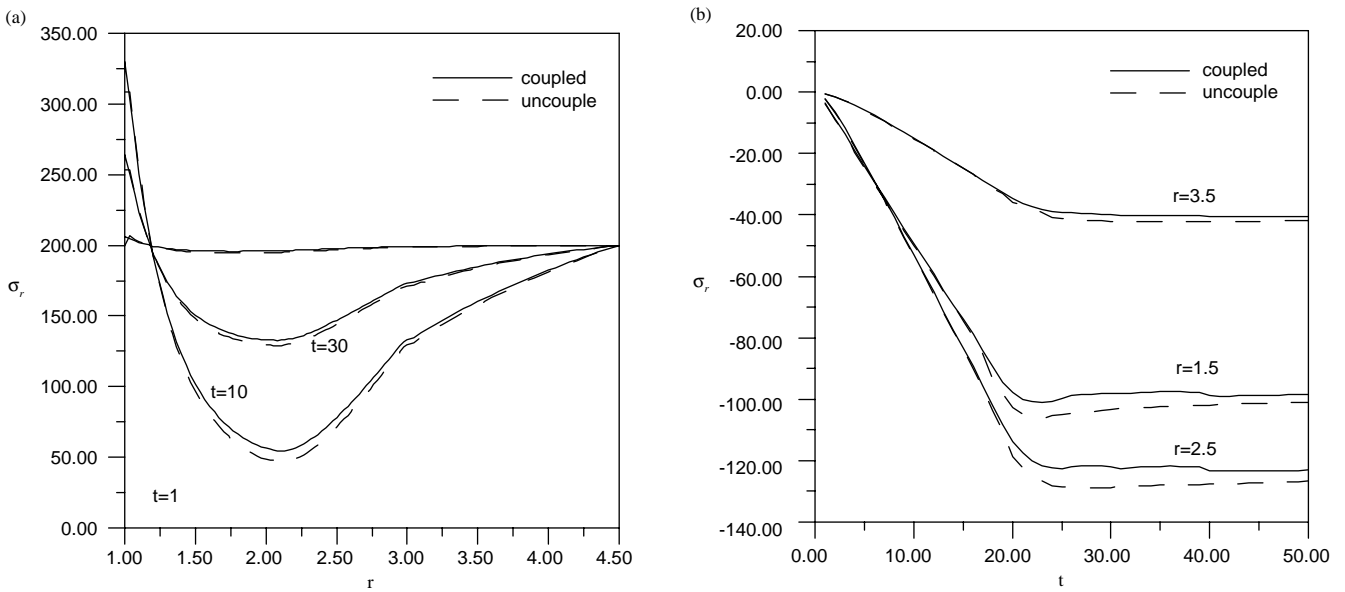 (a)
350.00
300.00
250.00
200.00
150.00
100.00
50.00
0.00
σr
coupled
uncouple
t=30
t=10
t=1
1.00 1.50 2.00 2.50 3.00 3.50 4.00 4.50
r
(b)
20.00
0.00
-20.00
-40.00
-60.00
-80.00
-100.00
-120.00
-140.00
σr
coupled
uncouple
r=3.5
r=1.5
r=2.5
0.00 10.00 20.00 30.00 40.00 50.00
t